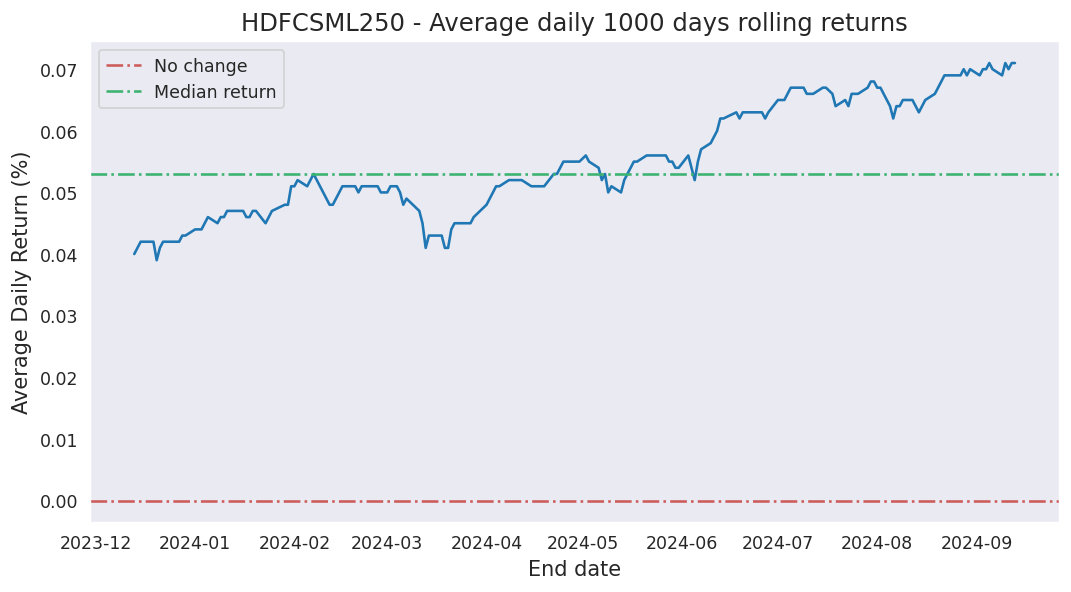 HDFCSML250 - Average daily 1000 days rolling returns
No change
Median return
Average Daily Return (%)
0.07
0.06
0.05
0.04
0.03
0.02
0.01
0.00
2023-12 2024-01 2024-02 2024-03 2024-04 2024-05 2024-06 2024-07 2024-08 2024-09
End date